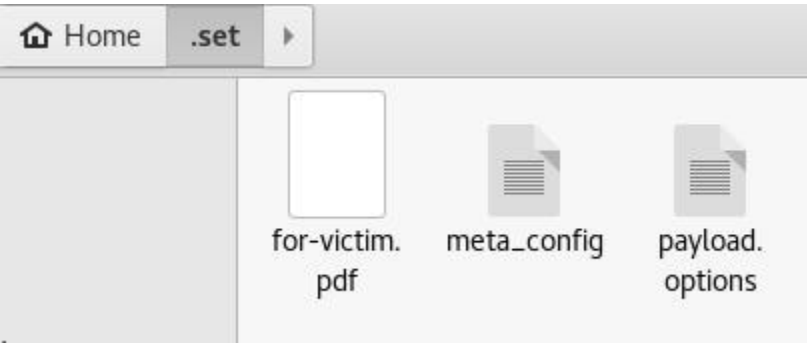 Home .set
for-victim.
pdf
meta_config
payload.
options